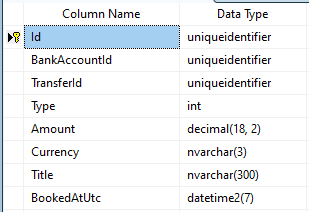 Column Name Data Type
Id uniqueidentifier
BankAccountId uniqueidentifier
TransferId uniqueidentifier
Type int
Amount decimal(18, 2)
Currency nvarchar(3)
Title nvarchar(300)
BookedAtUtc datetime2(7)